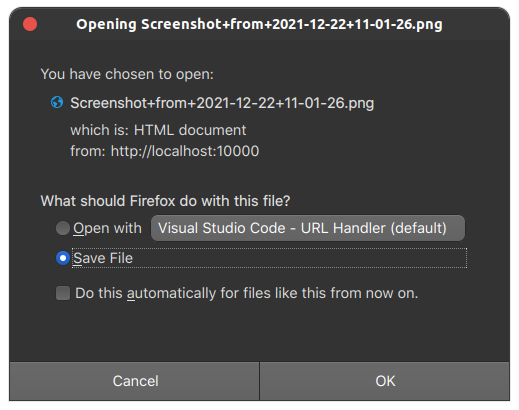 Opening Screenshot+from+2021-12-22+11-01-26.png
You have chosen to open:
Screenshot+from+2021-12-22+11-01-26.png
which is: HTML document
from: http://localhost:10000
What should Firefox do with this file?
Open with Visual Studio Code - URL Handler (default)
Save File
Do this automatically for files like this from now on.
Cancel OK